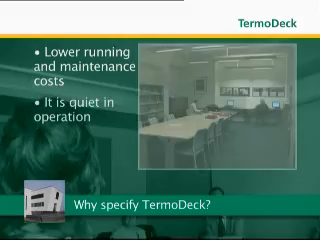 TermoDeck
• Lower running
and maintenance
costs
• It is quiet in
operation
Why specify TermoDeck?